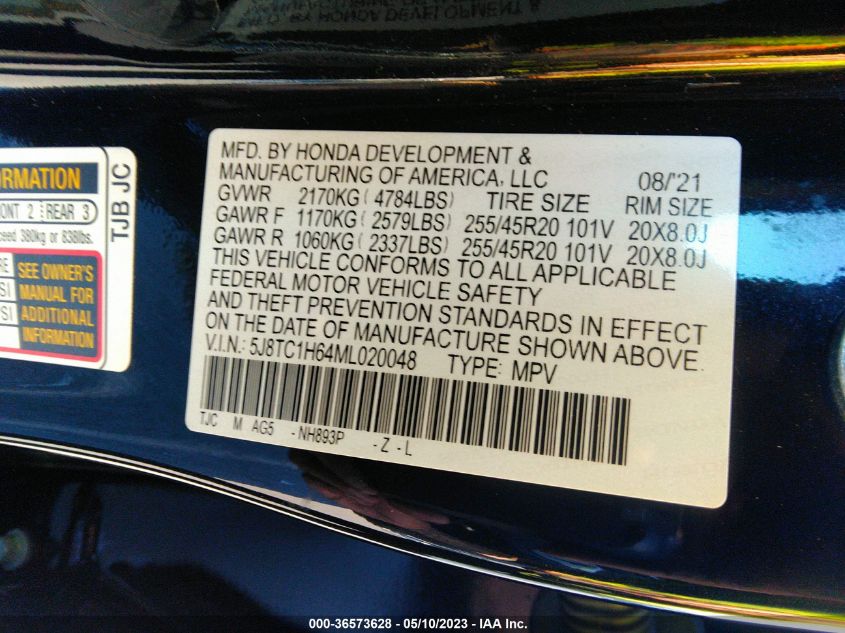 MFD. BY HONDA DEVELOPMENT &
MANUFACTURING OF AMERICA, LLC 08/'21
GVWR 2170KG ( 4784LBS) TIRE SIZE RIM SIZE
GAWR F 1170KG ( 2579LBS) 255/45R20 101V 20X8.0J
GAWR R 1060KG ( 2337LBS) 255/45R20 101V 20X8.0J
THIS VEHICLE CONFORMS TO ALL APPLICABLE
FEDERAL MOTOR VEHICLE SAFETY
AND THEFT PREVENTION STANDARDS IN EFFECT
ON THE DATE OF MANUFACTURE SHOWN ABOVE.
V.I.N.: 5J8TC1H64ML020048 TYPE: MPV
TJC M AG5 -NH893P -Z-L
RMATION
ONT 2 REAR 3
xceed 380kg or 838lbs.
RE
SI
SI
SEE OWNER'S
MANUAL FOR
ADDITIONAL
INFORMATION
TJB JC
000-36573628 - 05/10/2023 - IAA Inc.